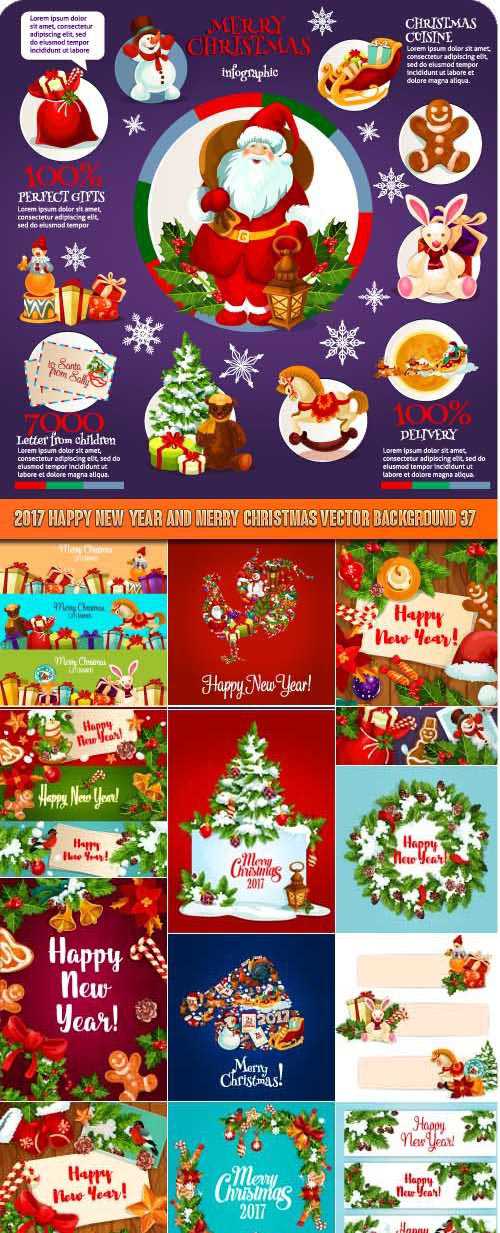 Lorem ipsum dolor
sit amet, consectetur
adipiscing elit, sed
do eiusmod tempor
incididunt ut labore
MERRY
CHRISTMAS
infographic
CHRISTMAS
CUISINE
Lorem ipsum dolor sit amet,
consectetur adipiscing elit,
sed do eiusmod tempor
incididunt ut labore et
dolore magna aliqua.
100%
PERFECT GIFTS
Lorem ipsum dolor sit amet,
consectetur adipiscing elit,
sed do eiusmod tempor
to Santa
from Sally
7000
Letter from children
Lorem ipsum dolor sit amet,
consectetur adipiscing elit, sed do
eiusmod tempor incididunt ut
labore et dolore magna aliqua.
100%
DELIVERY
Lorem ipsum dolor sit amet,
consectetur adipiscing elit,
sed do eiusmod tempor
incididunt ut labore et
dolore magna aliqua.
2017 HAPPY NEW YEAR AND MERRY CHRISTMAS VECTOR BACKGROUND 37
Merry Christmas
Merry Christmas
Merry Christmas
Happy New Year!
Happy
New Year!
Happy
New Year!
Happy New Year!
Happy
New Year!
Merry
Christmas
2017
Happy
New Year!
Happy
New
Year!
2017
Merry
Christmas!
Happy
New Year!
Merry
Christmas
2017
Happy
New Year!
Happy
New Year!
Happy